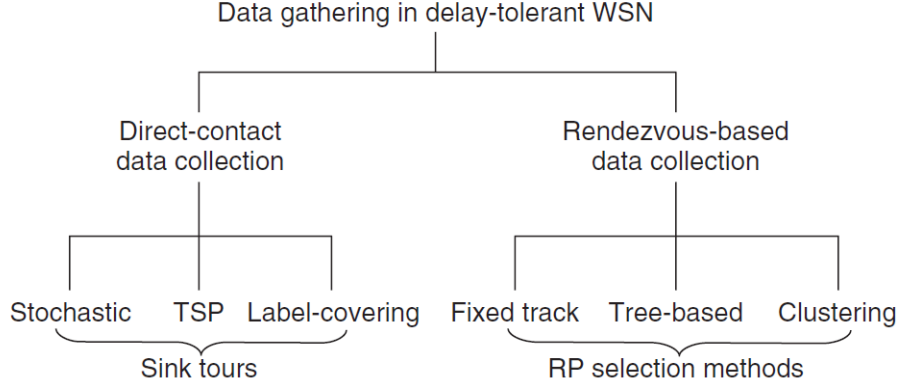 Data gathering in delay-tolerant WSN
Direct-contact
data collection
Rendezvous-based
data collection
Stochastic
TSP
Label-covering
Fixed track
Tree-based
Clustering
Sink tours
RP selection methods